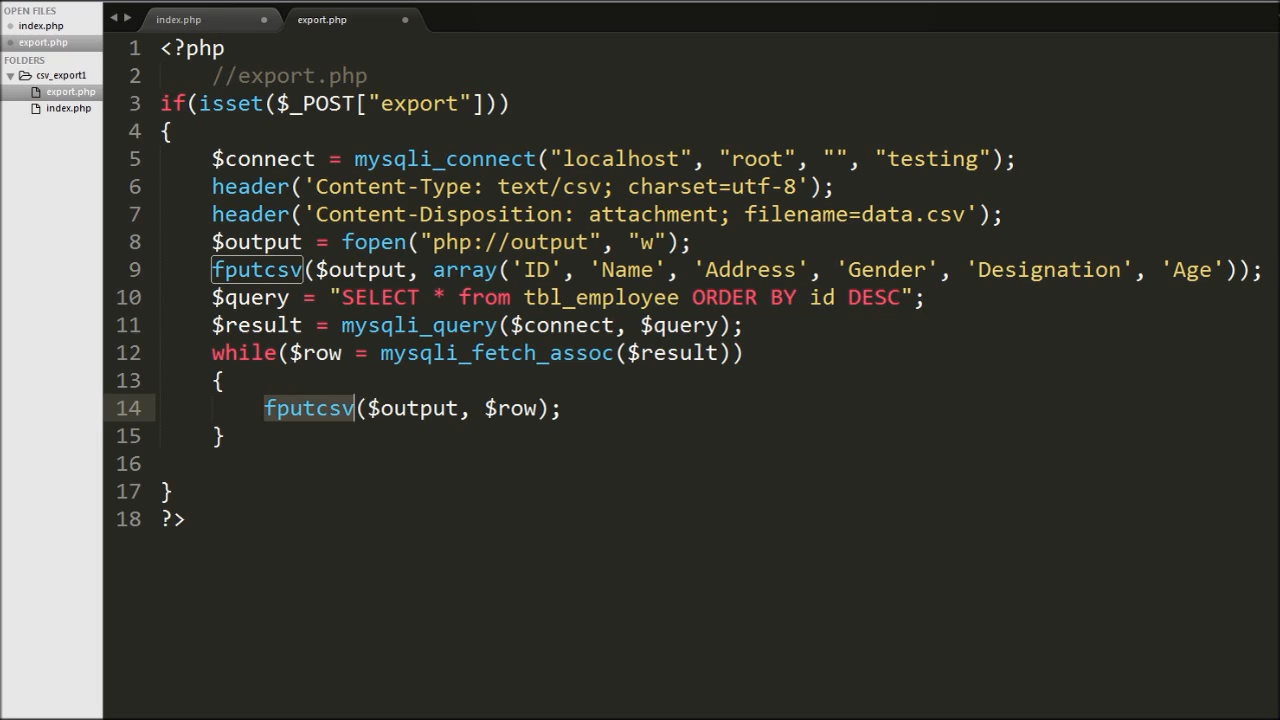 OPEN FILES
index.php
export.php
FOLDERS
csv_export1
export.php
index.php
index.php
export.php
1 <?php
2 //export.php
3 if(isset($_POST["export"]))
4 {
5 $connect = mysqli_connect("localhost", "root", "", "testing");
6 header('Content-Type: text/csv; charset=utf-8');
7 header('Content-Disposition: attachment; filename=data.csv');
8 $output = fopen("php://output", "w");
9 fputcsv($output, array('ID', 'Name', 'Address', 'Gender', 'Designation', 'Age'));
10 $query = "SELECT * from tbl_employee ORDER BY id DESC";
11 $result = mysqli_query($connect, $query);
12 while($row = mysqli_fetch_assoc($result))
13 {
14 fputcsv($output, $row);
15 }
16
17 }
18 ?>